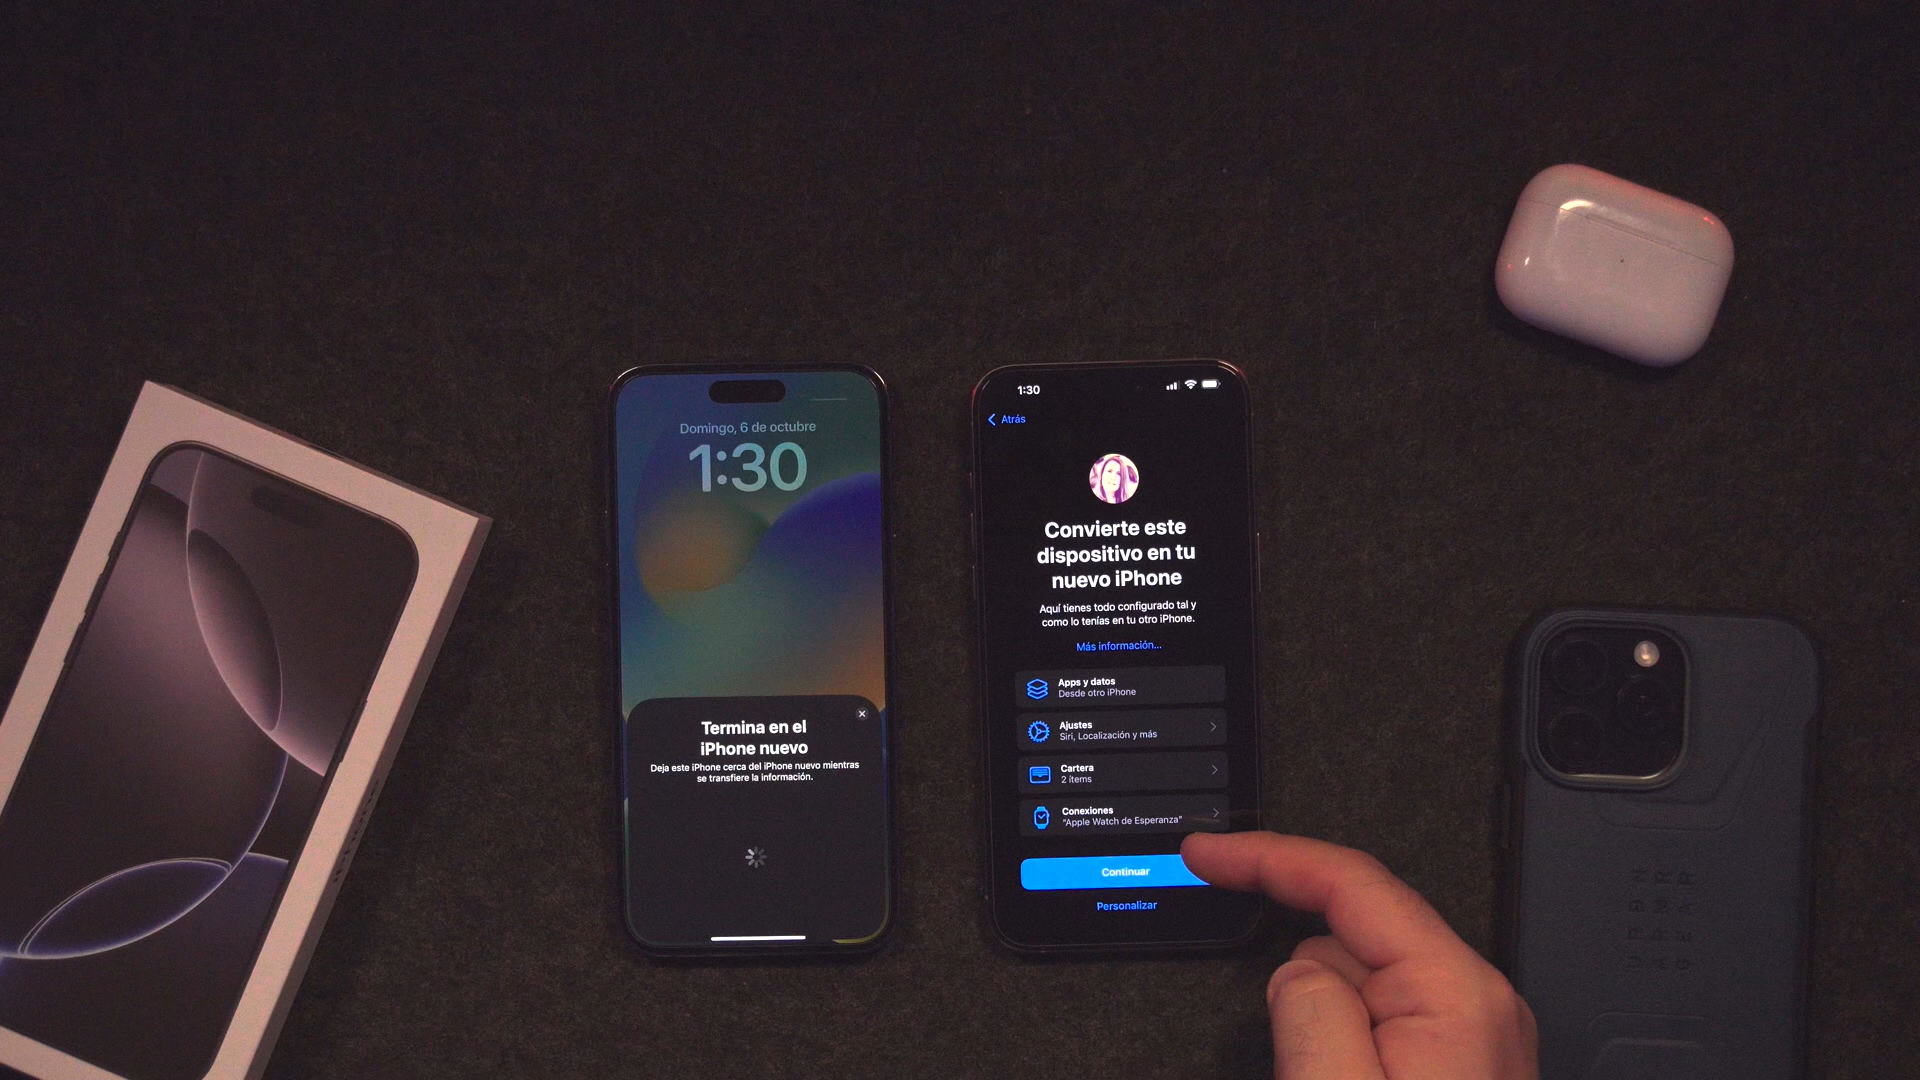 Domingo, 6 de octubre
1:30
Termina en el
iPhone nuevo
Deja este iPhone cerca del iPhone nuevo mientras
se transfiere la información.
1:30
Atrás
Convierte este
dispositivo en tu
nuevo iPhone
Aquí tienes todo configurado tal y
como lo tenías en tu otro iPhone.
Más información...
Apps y datos
Desde otro iPhone
Ajustes
Siri, Localización y más
Cartera
2 ítems
Conexiones
"Apple Watch de Esperanza"
Continuar
Personalizar